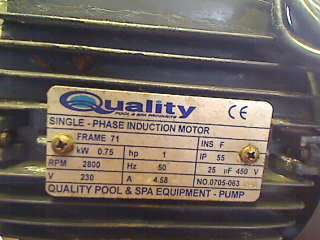 Quality
POOL & SPA PRODUCTS
CE
SINGLE - PHASE INDUCTION MOTOR
FRAME 71 INS F
kW 0.75 hp 1 IP 55
RPM 2800 Hz 50 25 µF 450 V
V 230 A 4.58 NO.0705-063
QUALITY POOL & SPA EQUIPMENT - PUMP